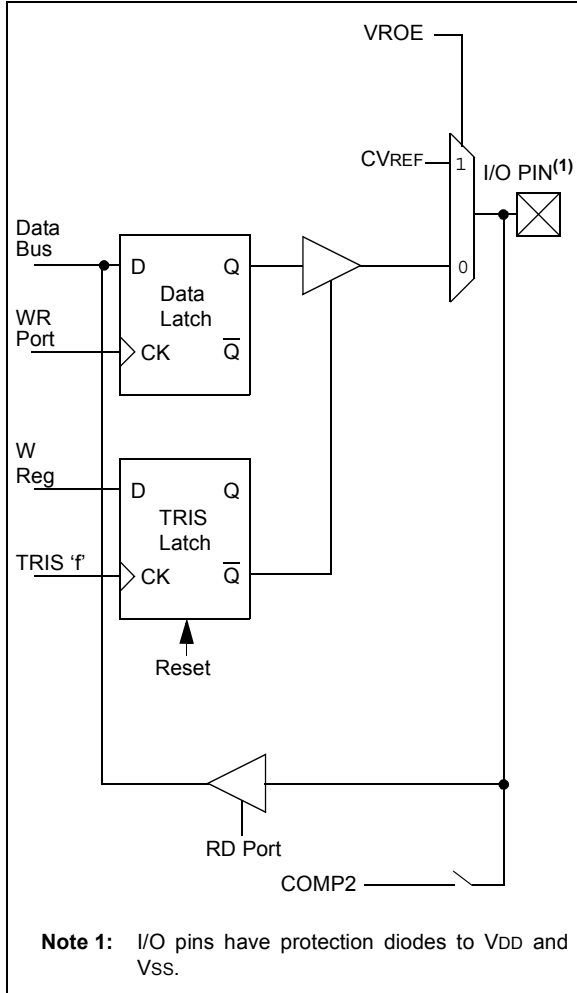 VROE
CVREF
1
I/O PIN(1)
Data
Bus
D
Q
0
Data
Latch
WR
Port
CK
Q
W
Reg
D
Q
TRIS
Latch
TRIS 'f'
CK
Q
Reset
RD Port
COMP2
Note 1: I/O pins have protection diodes to VDD and
VSS.